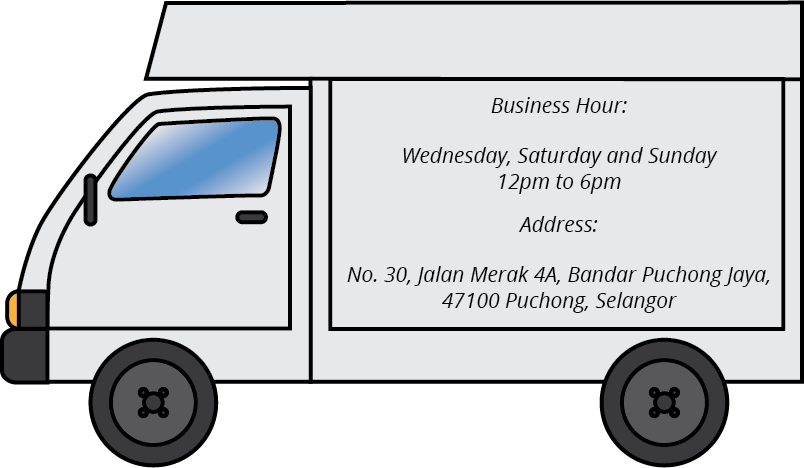 Business Hour:
Wednesday, Saturday and Sunday
12pm to 6pm
Address:
No. 30, Jalan Merak 4A, Bandar Puchong Jaya,
47100 Puchong, Selangor